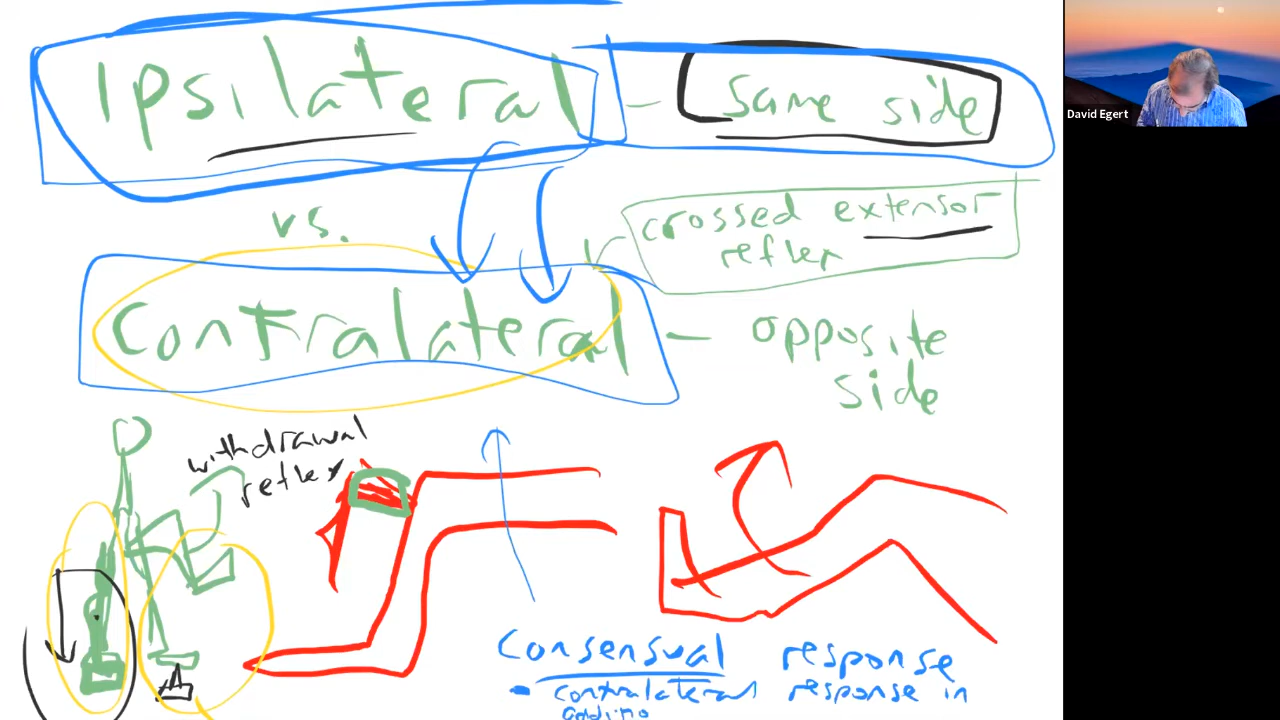 Ipsilateral - same side
David Egert
vs.
crossed extensor
reflex
Contralateral - opposite
side
withdrawal
reflex
Consensual response
- contralateral response in